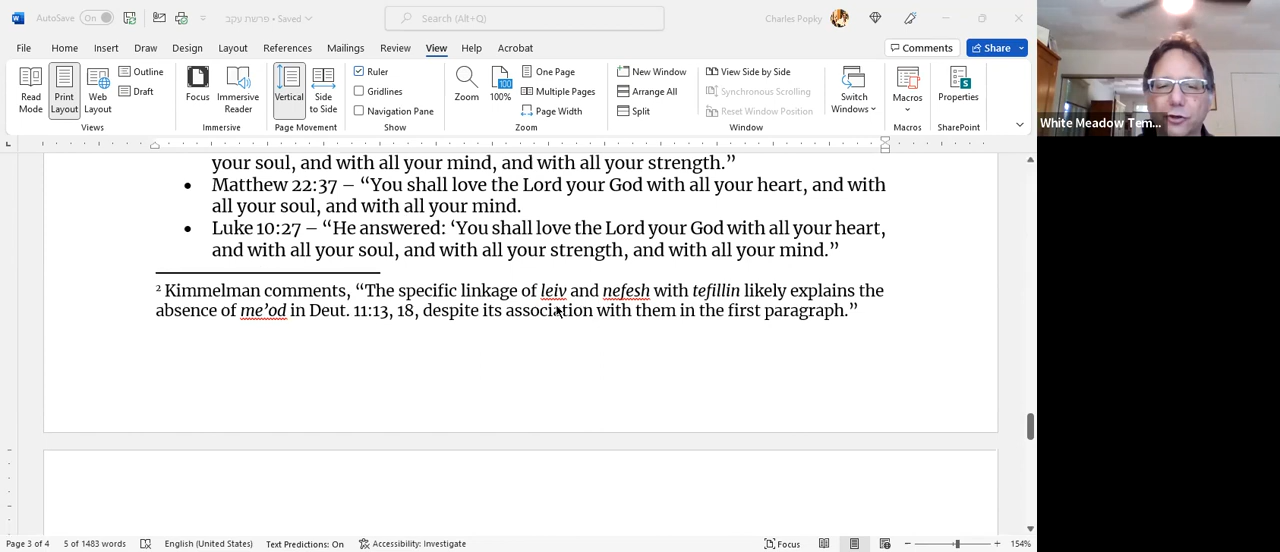 AutoSave On פרשת עקב • Saved Search (Alt+Q) Charles Popky
File Home Insert Draw Design Layout References Mailings Review View Help Acrobat Comments Share
Read Mode
Print Layout
Web Layout
Outline
Draft
Views
Focus
Immersive Reader
Immersive
Vertical
Side to Side
Page Movement
Ruler
Gridlines
Navigation Pane
Show
Zoom
100
100%
One Page
Multiple Pages
Page Width
Zoom
New Window
Arrange All
Split
View Side by Side
Synchronous Scrolling
Reset Window Position
Switch Windows
Window
Macros
Macros
Properties
SharePoint
White Meadow Tem...
L
your soul, and with all your mind, and with all your strength.”
• Matthew 22:37 – “You shall love the Lord your God with all your heart, and with
all your soul, and with all your mind.
• Luke 10:27 – “He answered: ‘You shall love the Lord your God with all your heart,
and with all your soul, and with all your strength, and with all your mind.”
² Kimmelman comments, “The specific linkage of leiv and nefesh with tefillin likely explains the
absence of me’od in Deut. 11:13, 18, despite its association with them in the first paragraph.”
Page 3 of 4 5 of 1483 words English (United States) Text Predictions: On Accessibility: Investigate Focus 154%